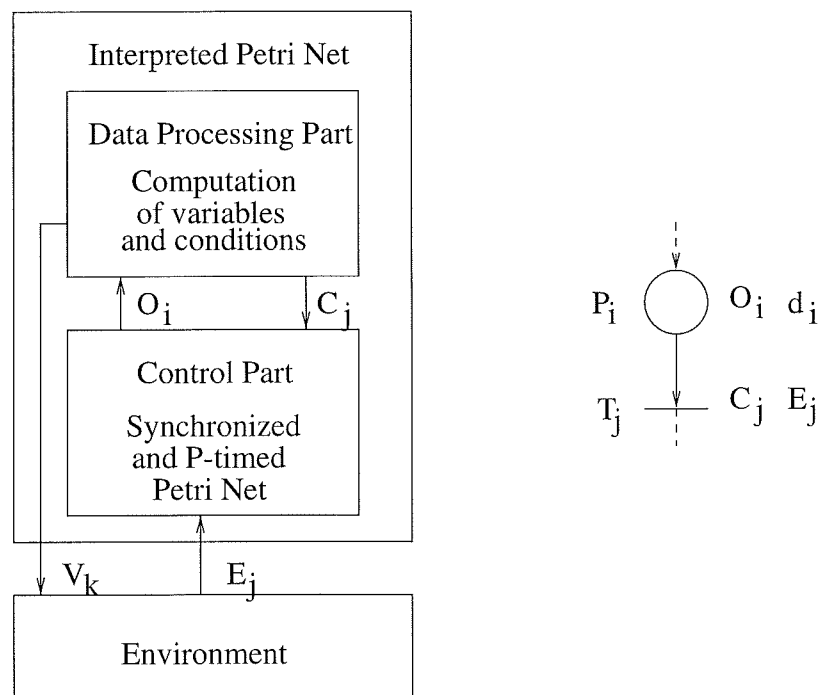 Interpreted Petri Net
Data Processing Part
Computation
of variables
and conditions
O_i
C_j
Control Part
Synchronized
and P-timed
Petri Net
V_k
E_j
Environment
P_i
O_i d_i
T_j
C_j E_j